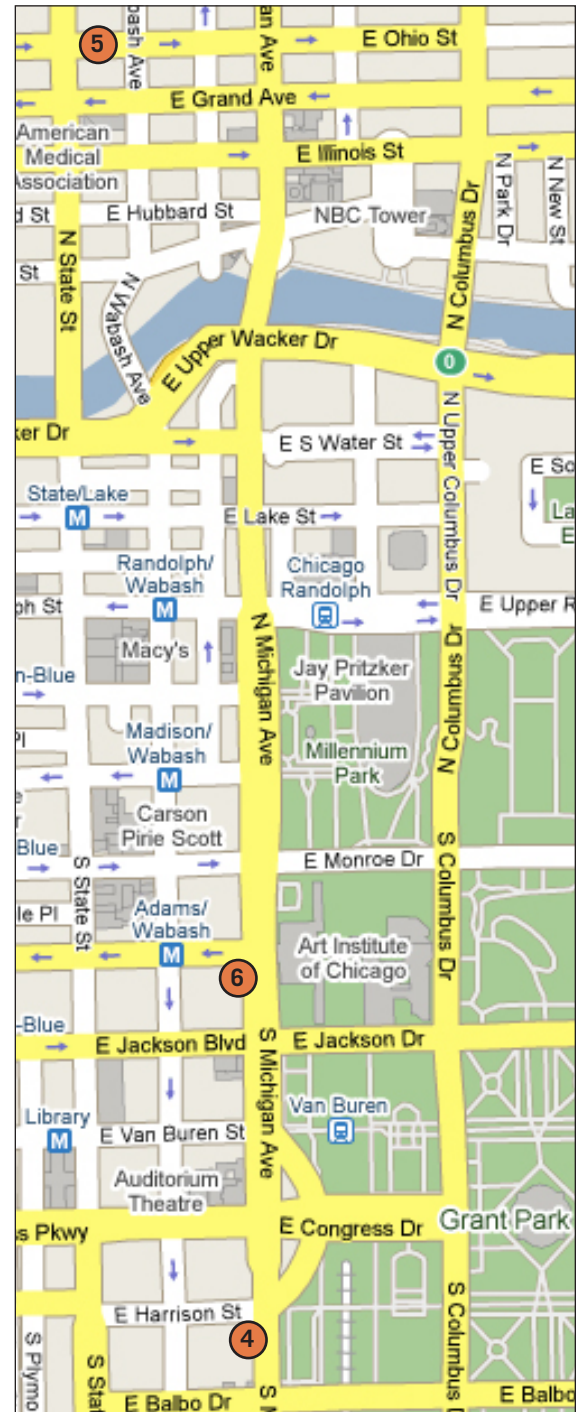 5
bash Ave
an Ave
E Ohio St
E Grand Ave
American
Medical
Association
E Illinois St
N Park Dr
N New St
d St
E Hubbard St
NBC Tower
N Columbus Dr
St
N State St
N Wabash Ave
E Upper Wacker Dr
0
ker Dr
E S Water St
N Upper Columbus Dr
E So
State/Lake
M
E Lake St
La
E
Randolph/
Wabash
M
Chicago
Randolph
ph St
E Upper R
Macy's
N Michigan Ave
Jay Pritzker
Pavilion
N Columbus Dr
n-Blue
Pl
Madison/
Wabash
M
Millennium
Park
e
r
Carson
Pirie Scott
Blue
E Monroe Dr
S State St
S Columbus Dr
le Pl
Adams/
Wabash
M
Art Institute
of Chicago
6
-Blue
E Jackson Blvd
E Jackson Dr
S Michigan Ave
Library
M
E Van Buren St
Van Buren
Auditorium
Theatre
ss Pkwy
E Congress Dr
Grant Park
E Harrison St
4
S Plymo
S Stat
S M
S Columbus D
E Balbo Dr
E Balbo